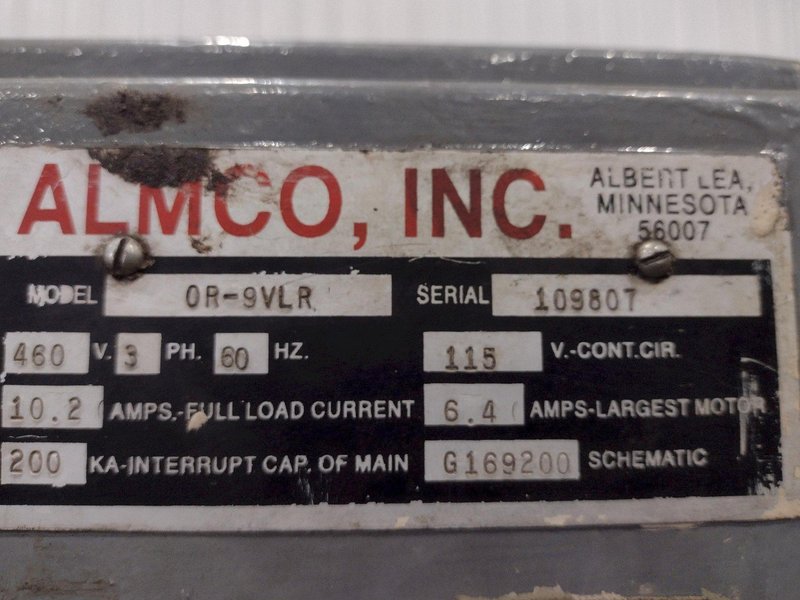 ALMCO, INC.
ALBERT LEA,
MINNESOTA
56007
MODEL OR-9VLR SERIAL 109807
460 V. 3 PH. 60 HZ. 115 V.-CONT.CIR.
10.2 AMPS.-FULL LOAD CURRENT 6.4 AMPS-LARGEST MOTOR
200 KA-INTERRUPT CAP. OF MAIN G169200 SCHEMATIC